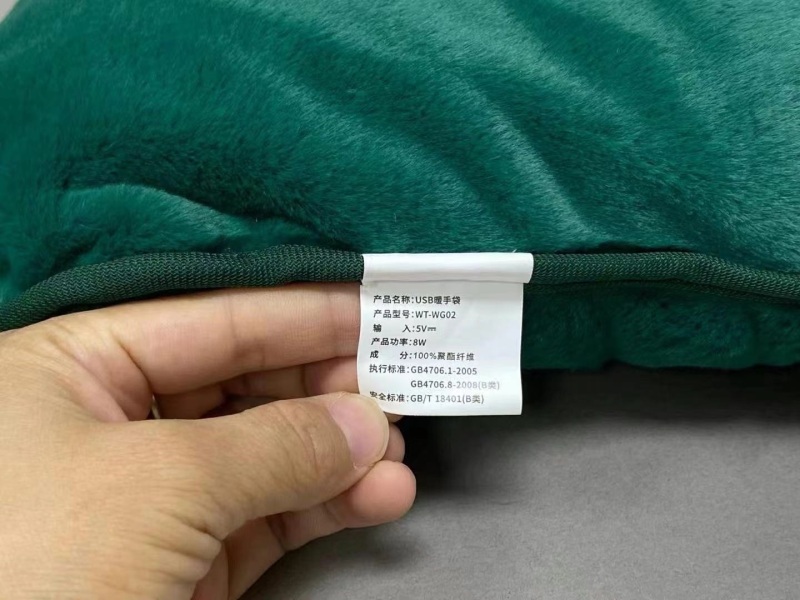 产品名称:USB暖手袋
产品型号:WT-WG02
输 入:5V⎓
产品功率:8W
成 分:100%聚酯纤维
执行标准:GB4706.1-2005
GB4706.8-2008(B类)
安全标准:GB/T 18401(B类)